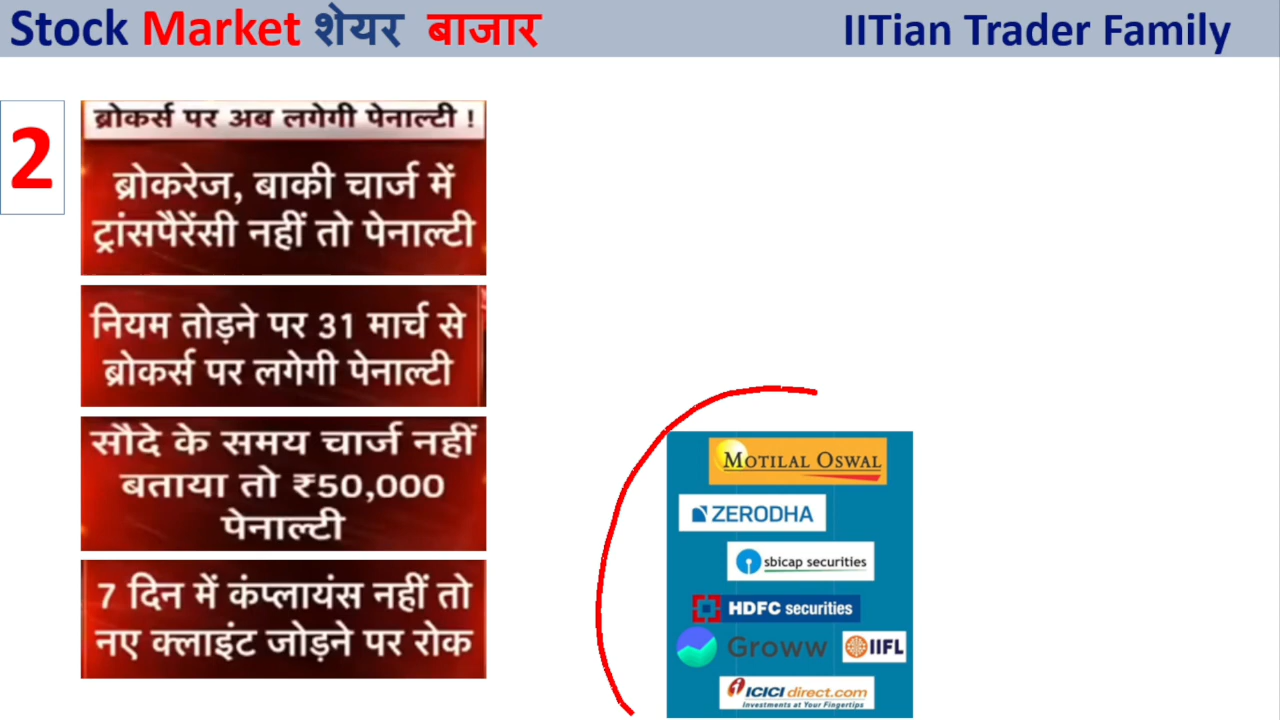 Stock Market शेयर बाजार IITian Trader Family
2
ब्रोकर्स पर अब लगेगी पेनाल्टी !
ब्रोकरेज, बाकी चार्ज में
ट्रांसपैरेंसी नहीं तो पेनाल्टी
नियम तोड़ने पर 31 मार्च से
ब्रोकर्स पर लगेगी पेनाल्टी
सौदे के समय चार्ज नहीं
बताया तो ₹50,000
पेनाल्टी
7 दिन में कंप्लायंस नहीं तो
नए क्लाइंट जोड़ने पर रोक
MOTILAL OSWAL
ZERODHA
sbicap securities
HDFC securities
Groww IIFL
ICICI direct.com
Investments at Your Fingertips